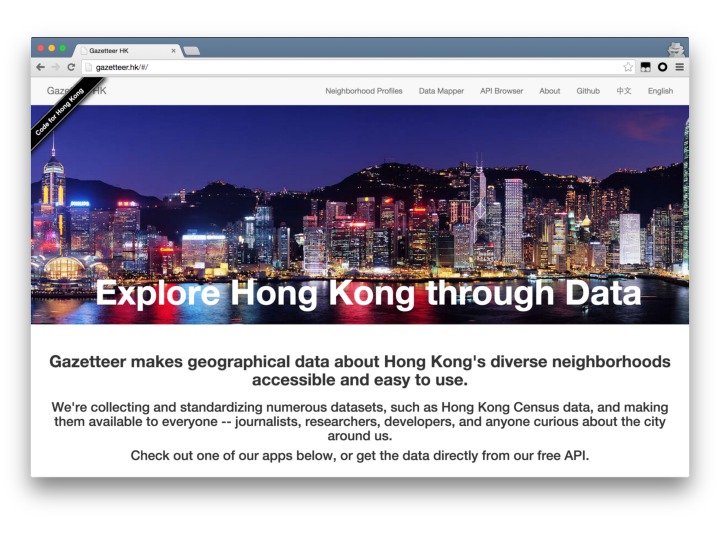 Gazetteer HK
gazetteer.hk/#/
HK
Code for Hong Kong
Neighborhood Profiles
Data Mapper
API Browser
About
Github
中文
English
Explore Hong Kong through Data
Gazetteer makes geographical data about Hong Kong's diverse neighborhoods
accessible and easy to use.
We're collecting and standardizing numerous datasets, such as Hong Kong Census data, and making
them available to everyone -- journalists, researchers, developers, and anyone curious about the city
around us.
Check out one of our apps below, or get the data directly from our free API.